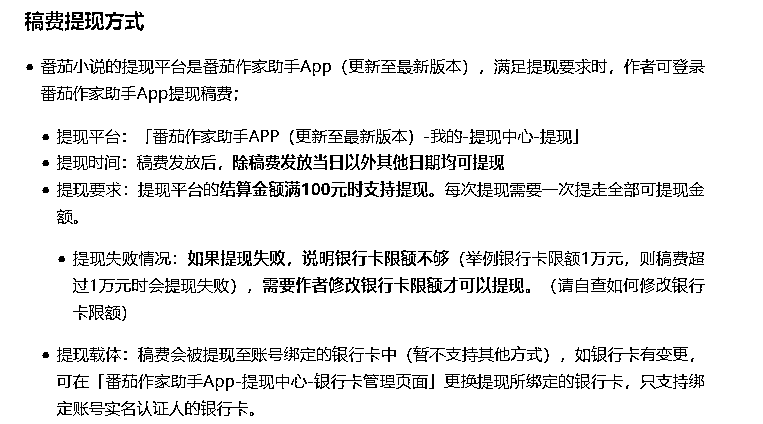 稿费提现方式
番茄小说的提现平台是番茄作家助手App（更新至最新版本），满足提现要求时，作者可登录
番茄作家助手App提现稿费；
提现平台：「番茄作家助手APP（更新至最新版本）-我的-提现中心-提现」
提现时间：稿费发放后，除稿费发放当日以外其他日期均可提现
提现要求：提现平台的结算金额满100元时支持提现。每次提现需要一次提走全部可提现金
额。
提现失败情况：如果提现失败，说明银行卡限额不够（举例银行卡限额1万元，则稿费超
过1万元时会提现失败），需要作者修改银行卡限额才可以提现。（请自查如何修改银行
卡限额）
提现载体：稿费会被提现至账号绑定的银行卡中（暂不支持其他方式），如银行卡有变更，
可在「番茄作家助手App-提现中心-银行卡管理页面」更换提现所绑定的银行卡，只支持绑
定账号实名认证人的银行卡。